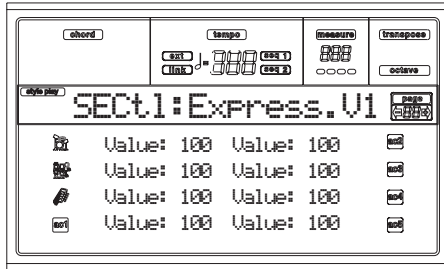 chord
tempo
measure
transpose
ext
link
seq 1
seq 2
octave
style play
SECtl:Express.V1
page
Value: 100 Value: 100
acc2
Value: 100 Value: 100
acc3
Value: 100 Value: 100
acc4
acc1
Value: 100 Value: 100
acc5